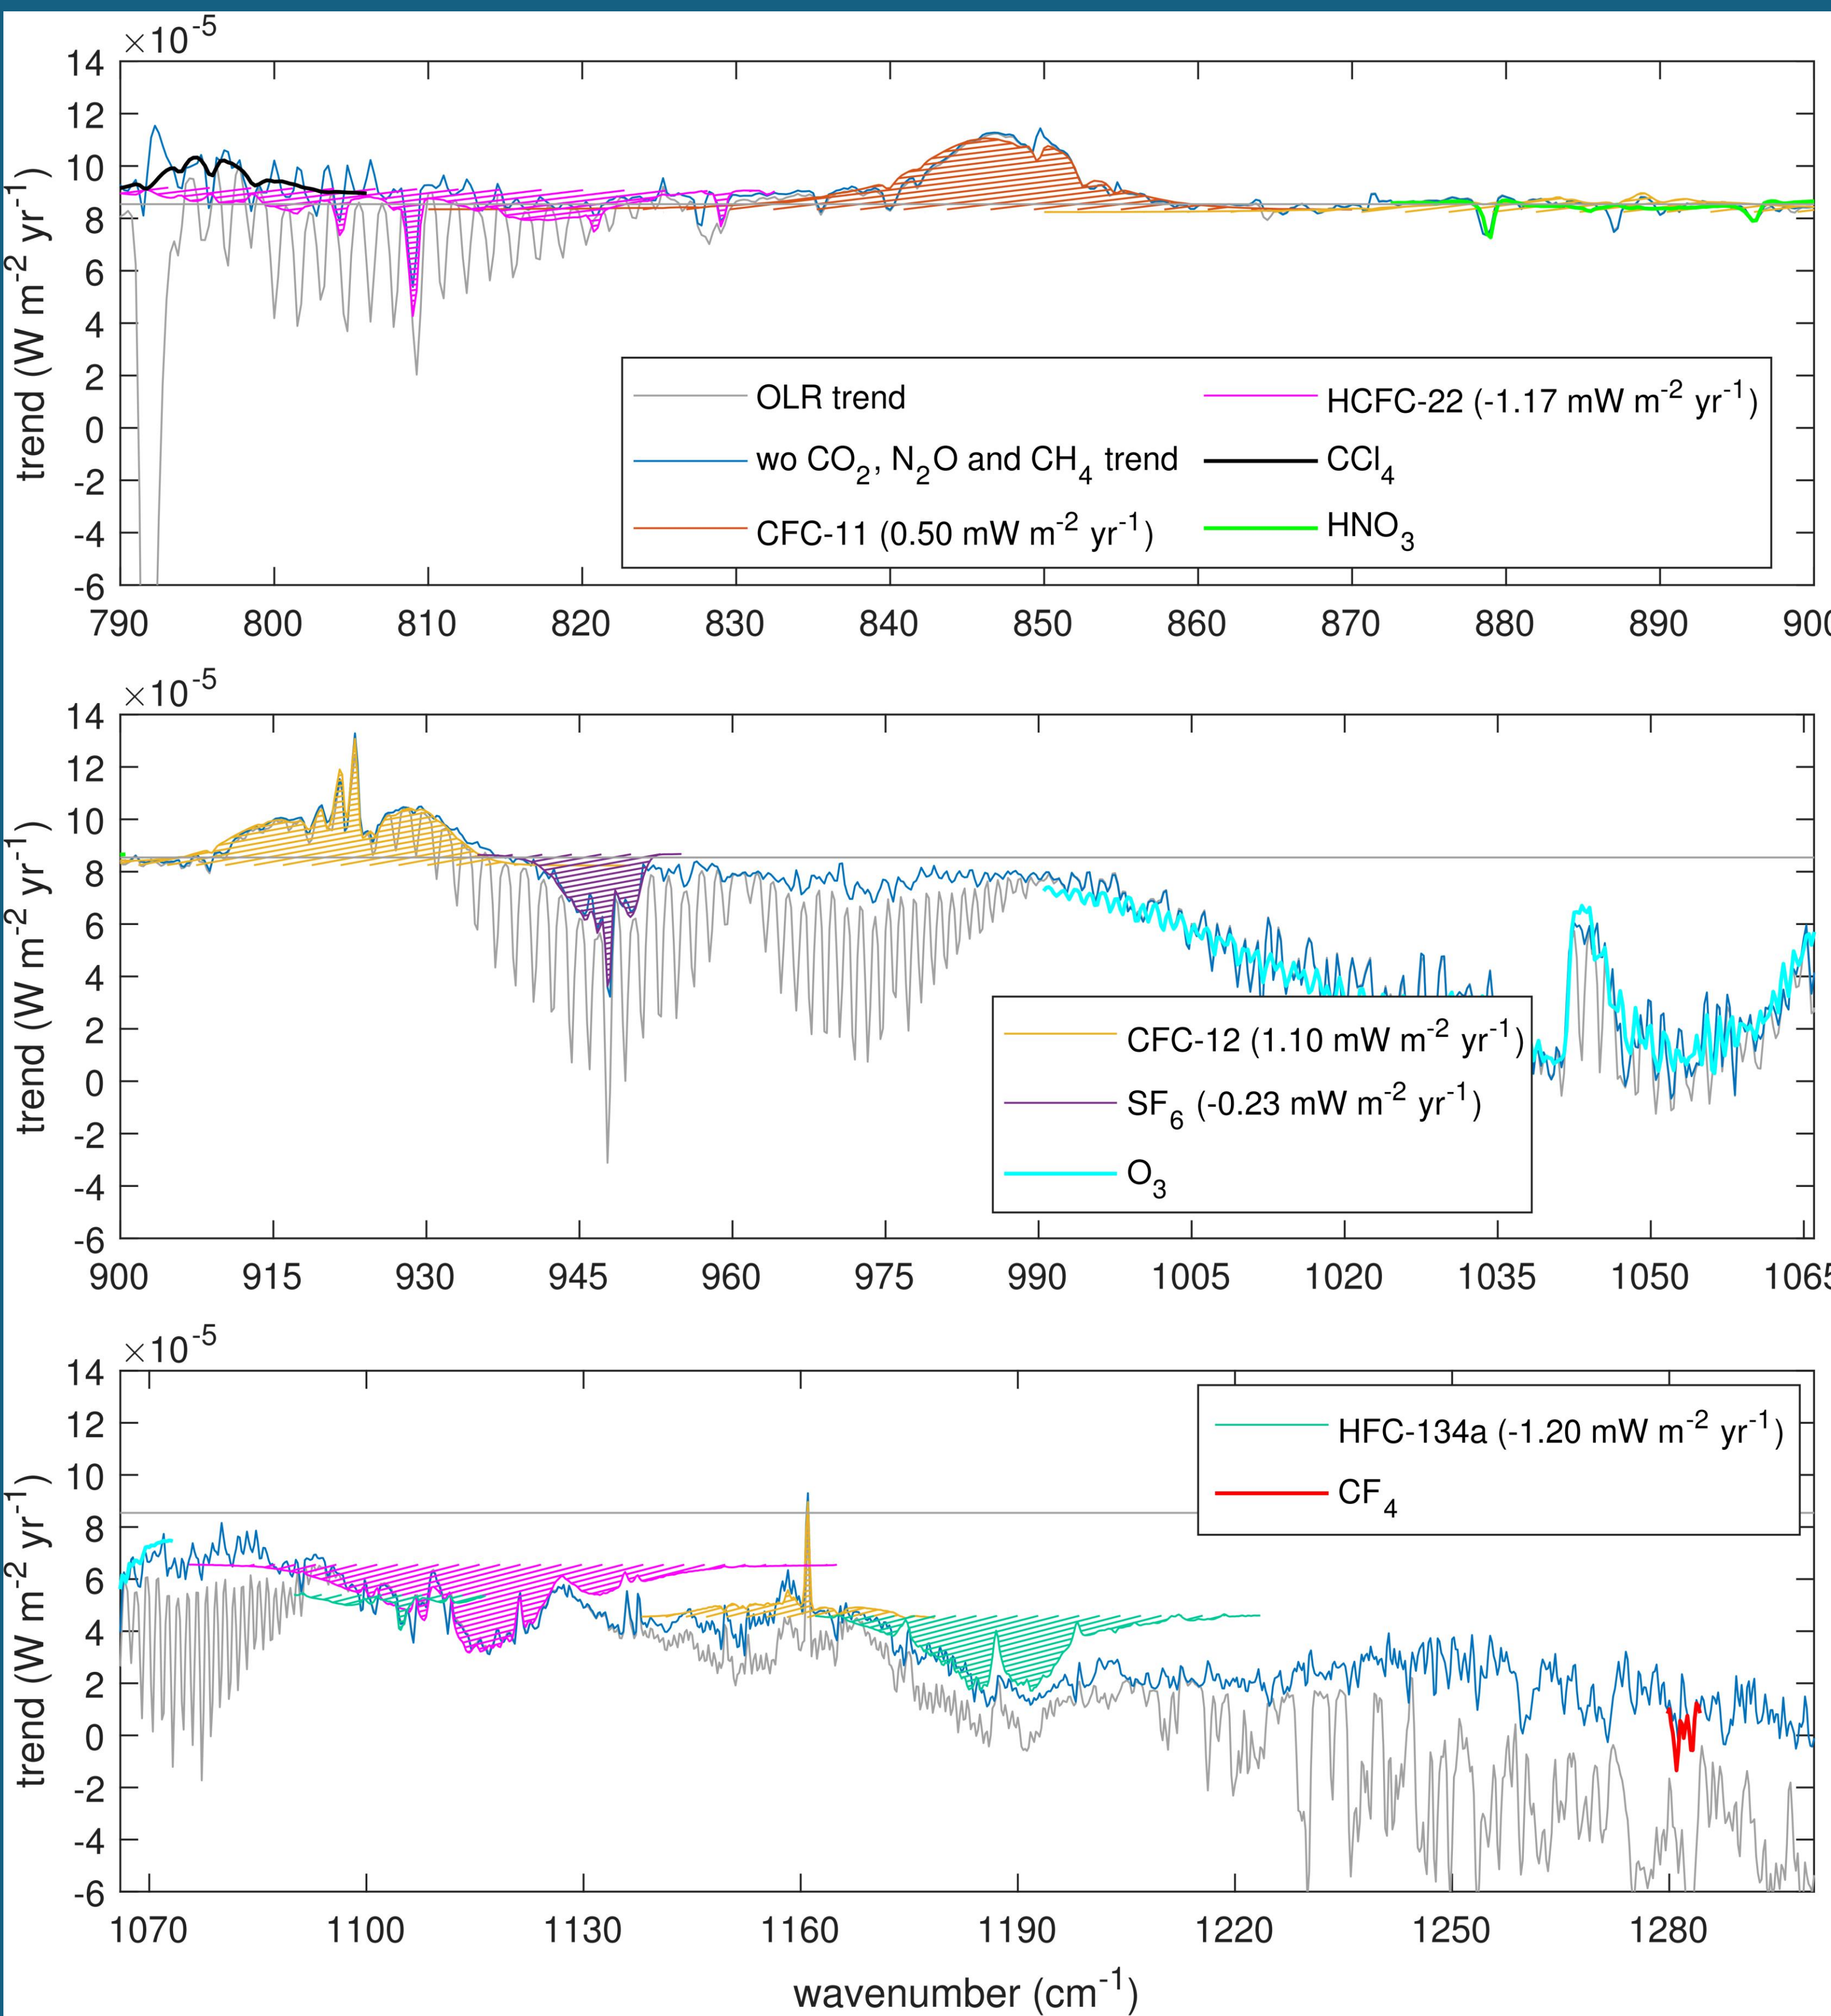 ×10-5
14
12
10
8
6
4
2
0
-2
-4
-6
trend (W m-2 yr-1)
OLR trend
wo CO2, N2O and CH4 trend
CFC-11 (0.50 mW m-2 yr-1)
HCFC-22 (-1.17 mW m-2 yr-1)
CCl4
HNO3
790 800 810 820 830 840 850 860 870 880 890 900
×10-5
14
12
10
8
6
4
2
0
-2
-4
-6
trend (W m-2 yr-1)
CFC-12 (1.10 mW m-2 yr-1)
SF6 (-0.23 mW m-2 yr-1)
O3
900 915 930 945 960 975 990 1005 1020 1035 1050 1065
×10-5
14
12
10
8
6
4
2
0
-2
-4
-6
trend (W m-2 yr-1)
HFC-134a (-1.20 mW m-2 yr-1)
CF4
1070 1100 1130 1160 1190 1220 1250 1280
wavenumber (cm-1)